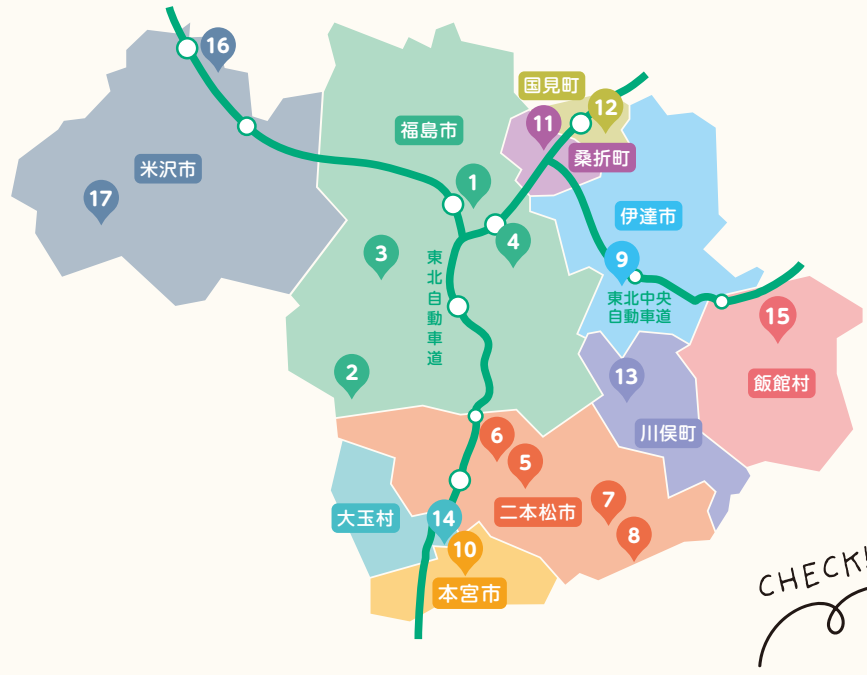 16
国見町
12
福島市
11
桑折町
米沢市
1
17
伊達市
4
3
9
東北自動車道
東北中央
自動車道
15
2
13
飯館村
川俣町
6
5
7
二本松市
大玉村
14
8
10
本宮市
CHECK!